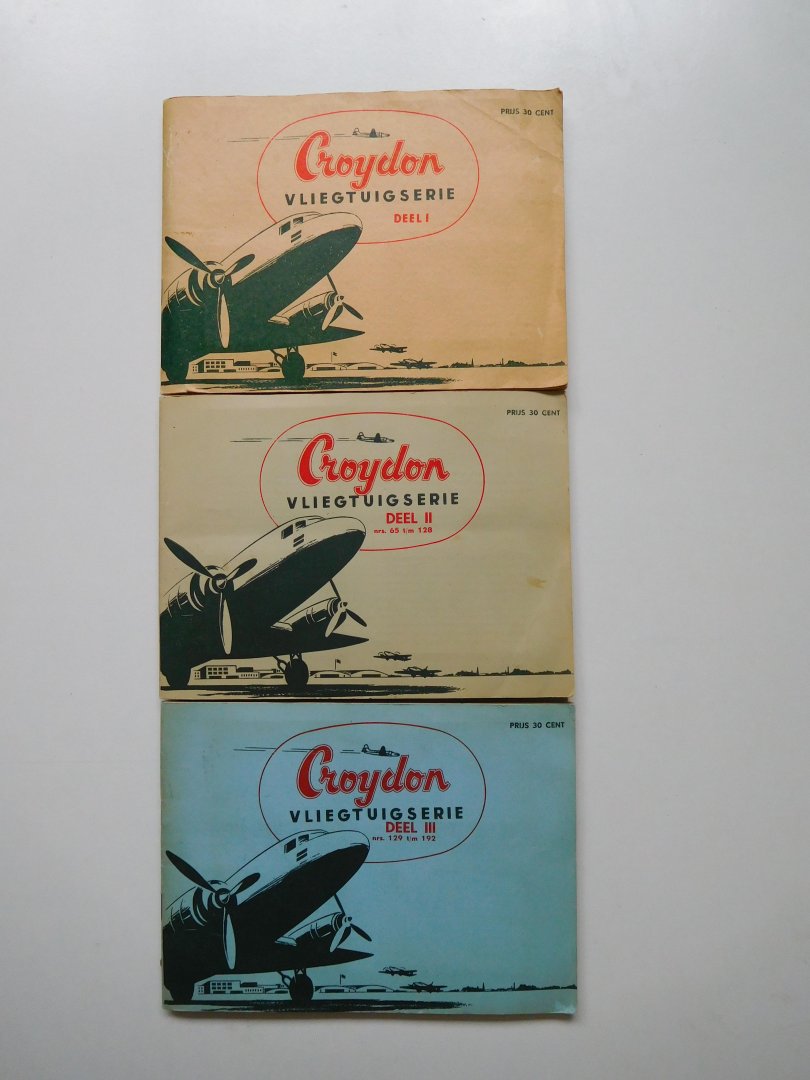 PRIJS 30 CENT
Croydon
VLIEGTUIGSERIE
DEEL I
PRIJS 30 CENT
Croydon
VLIEGTUIGSERIE
DEEL II
nrs. 65 t/m 128
PRIJS 30 CENT
Croydon
VLIEGTUIGSERIE
DEEL III
nrs. 129 t/m 192